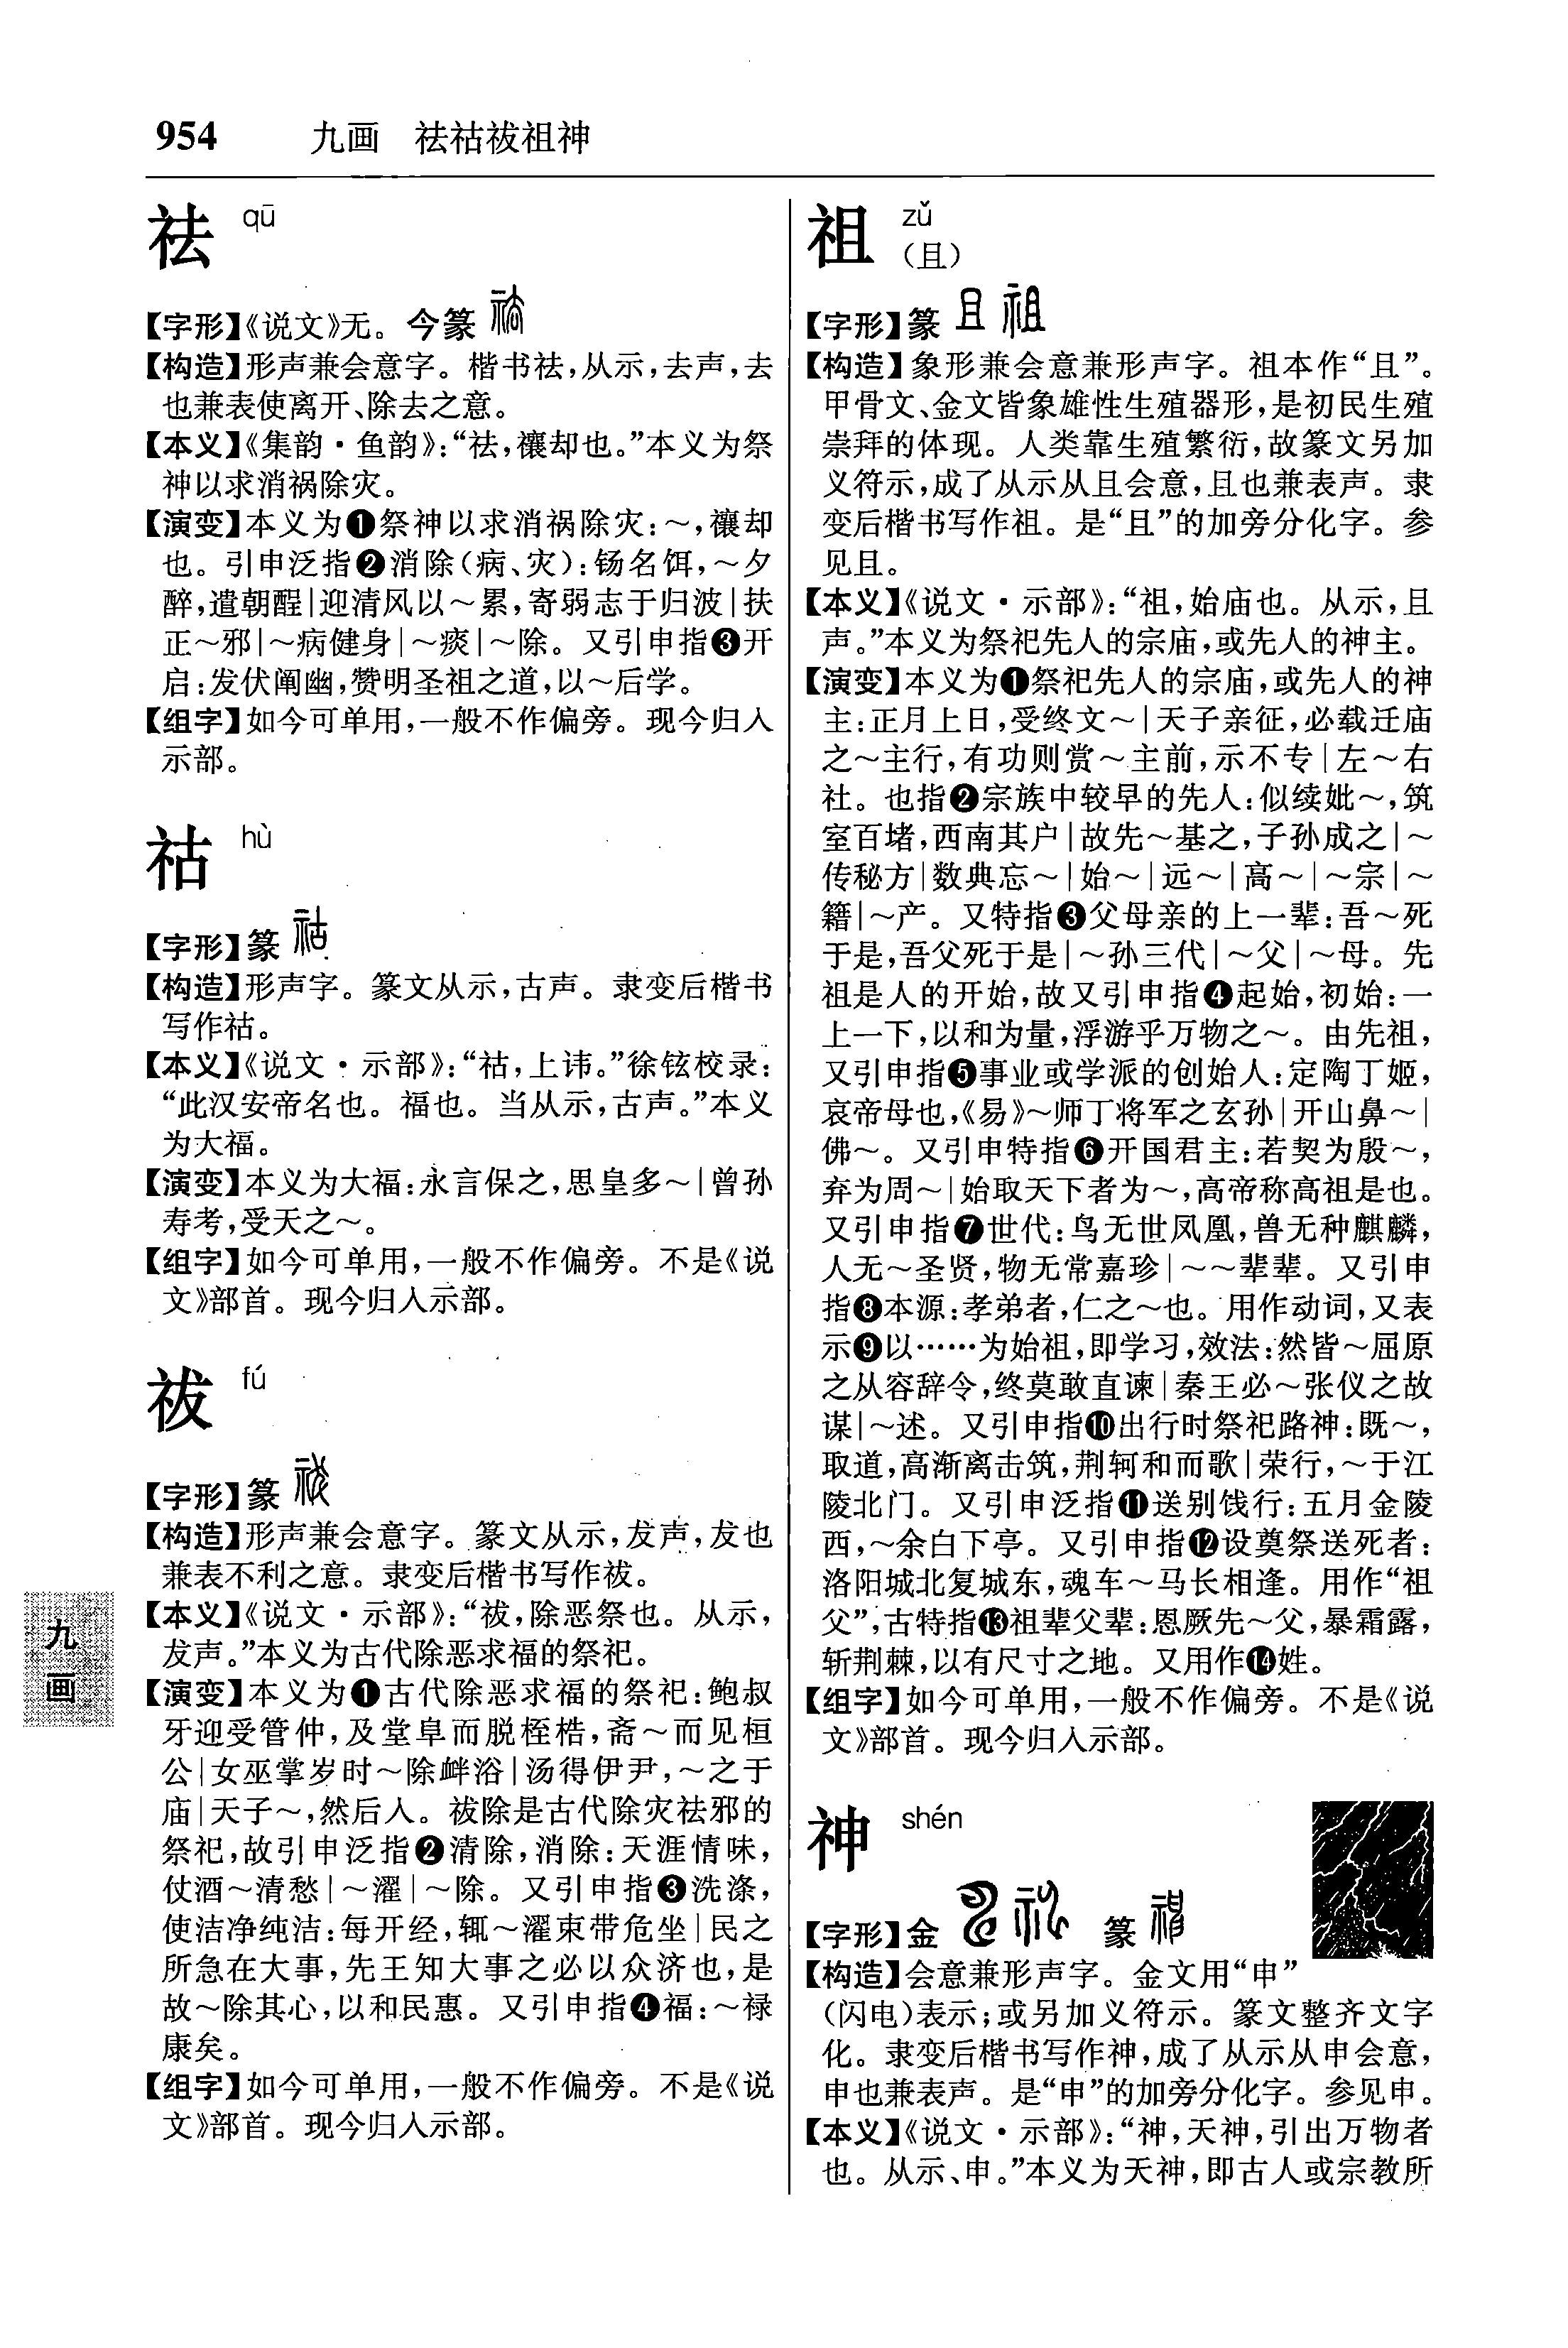 954 九画 祛祜祓祖神
祛 qū
【字形】《说文》无。今篆
【构造】形声兼会意字。楷书祛,从示,去声,去
也兼表使离开、除去之意。
【本义】《集韵·鱼韵》:“祛,禳却也。”本义为祭
神以求消祸除灾。
【演变】本义为❶祭神以求消祸除灾:~,禳却
也。引申泛指❷消除(病、灾):钖名饵,~夕
醉,遣朝酲|迎清风以~累,寄弱志于归波|扶
正~邪|~病健身|~痰|~除。又引申指❸开
启:发伏阐幽,赞明圣祖之道,以~后学。
【组字】如今可单用,一般不作偏旁。现今归入
示部。
祜 hù
【字形】篆
【构造】形声字。篆文从示,古声。隶变后楷书
写作祜。
【本义】《说文·示部》:“祜,上讳。”徐铉校录:
“此汉安帝名也。福也。当从示,古声。”本义
为大福。
【演变】本义为大福:永言保之,思皇多~|曾孙
寿考,受天之~。
【组字】如今可单用,一般不作偏旁。不是《说
文》部首。现今归入示部。
祓 fú
【字形】篆
【构造】形声兼会意字。篆文从示,犮声,犮也
兼表不利之意。隶变后楷书写作祓。
【本义】《说文·示部》:“祓,除恶祭也。从示,
犮声。”本义为古代除恶求福的祭祀。
【演变】本义为❶古代除恶求福的祭祀:鲍叔
牙迎受管仲,及堂阜而脱桎梏,斋~而见桓
公|女巫掌岁时~除衅浴|汤得伊尹,~之于
庙|天子~,然后入。祓除是古代除灾祛邪的
祭祀,故引申泛指❷清除,消除:天涯情味,
仗酒~清愁|~濯|~除。又引申指❸洗涤,
使洁净纯洁:每开经,辄~濯束带危坐|民之
所急在大事,先王知大事之必以众济也,是
故~除其心,以和民惠。又引申指❹福:~禄
康矣。
【组字】如今可单用,一般不作偏旁。不是《说
文》部首。现今归入示部。
九
画
祖 zǔ
(且)
【字形】篆
【构造】象形兼会意兼形声字。祖本作“且”。
甲骨文、金文皆象雄性生殖器形,是初民生殖
崇拜的体现。人类靠生殖繁衍,故篆文另加
义符示,成了从示从且会意,且也兼表声。隶
变后楷书写作祖。是“且”的加旁分化字。参
见且。
【本义】《说文·示部》:“祖,始庙也。从示,且
声。”本义为祭祀先人的宗庙,或先人的神主。
【演变】本义为❶祭祀先人的宗庙,或先人的神
主:正月上日,受终文~|天子亲征,必载迁庙
之~主行,有功则赏~主前,示不专|左~右
社。也指❷宗族中较早的先人:似续妣~,筑
室百堵,西南其户|故先~基之,子孙成之|~
传秘方|数典忘~|始~|远~|高~|~宗|~
籍|~产。又特指❸父母亲的上一辈:吾~死
于是,吾父死于是|~孙三代|~父|~母。先
祖是人的开始,故又引申指❹起始,初始:一
上一下,以和为量,浮游乎万物之~。由先祖,
又引申指❺事业或学派的创始人:定陶丁姬,
哀帝母也,《易》~师丁将军之玄孙|开山鼻~|
佛~。又引申特指❻开国君主:若契为殷~,
弃为周~|始取天下者为~,高帝称高祖是也。
又引申指❼世代:鸟无世凤凰,兽无种麒麟,
人无~圣贤,物无常嘉珍|~~辈辈。又引申
指❽本源:孝弟者,仁之~也。用作动词,又表
示❾以……为始祖,即学习,效法:然皆~屈原
之从容辞令,终莫敢直谏|秦王必~张仪之故
谋|~述。又引申指❿出行时祭祀路神:既~,
取道,高渐离击筑,荆轲和而歌|荣行,~于江
陵北门。又引申泛指⓫送别饯行:五月金陵
西,~余白下亭。又引申指⓬设奠祭送死者:
洛阳城北复城东,魂车~马长相逢。用作“祖
父”,古特指⓭祖辈父辈:恩厥先~父,暴霜露,
斩荆棘,以有尺寸之地。又用作⓮姓。
【组字】如今可单用,一般不作偏旁。不是《说
文》部首。现今归入示部。
神 shén
【字形】金 篆
【构造】会意兼形声字。金文用“申”
(闪电)表示;或另加义符示。篆文整齐文字
化。隶变后楷书写作神,成了从示从申会意,
申也兼表声。是“申”的加旁分化字。参见申。
【本义】《说文·示部》:“神,天神,引出万物者
也。从示、申。”本义为天神,即古人或宗教所